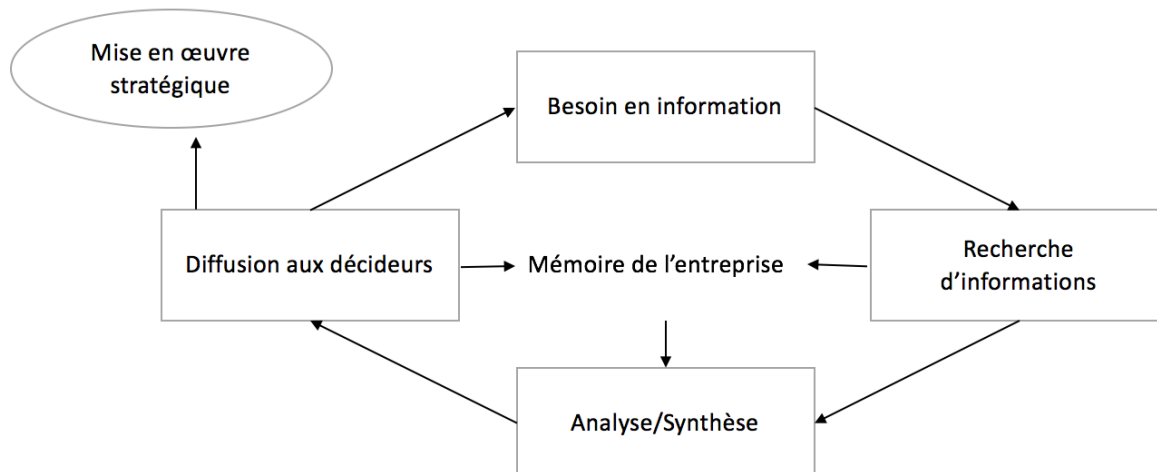 Mise en œuvre
stratégique
Besoin en information
Diffusion aux décideurs
Mémoire de l’entreprise
Recherche
d’informations
Analyse/Synthèse